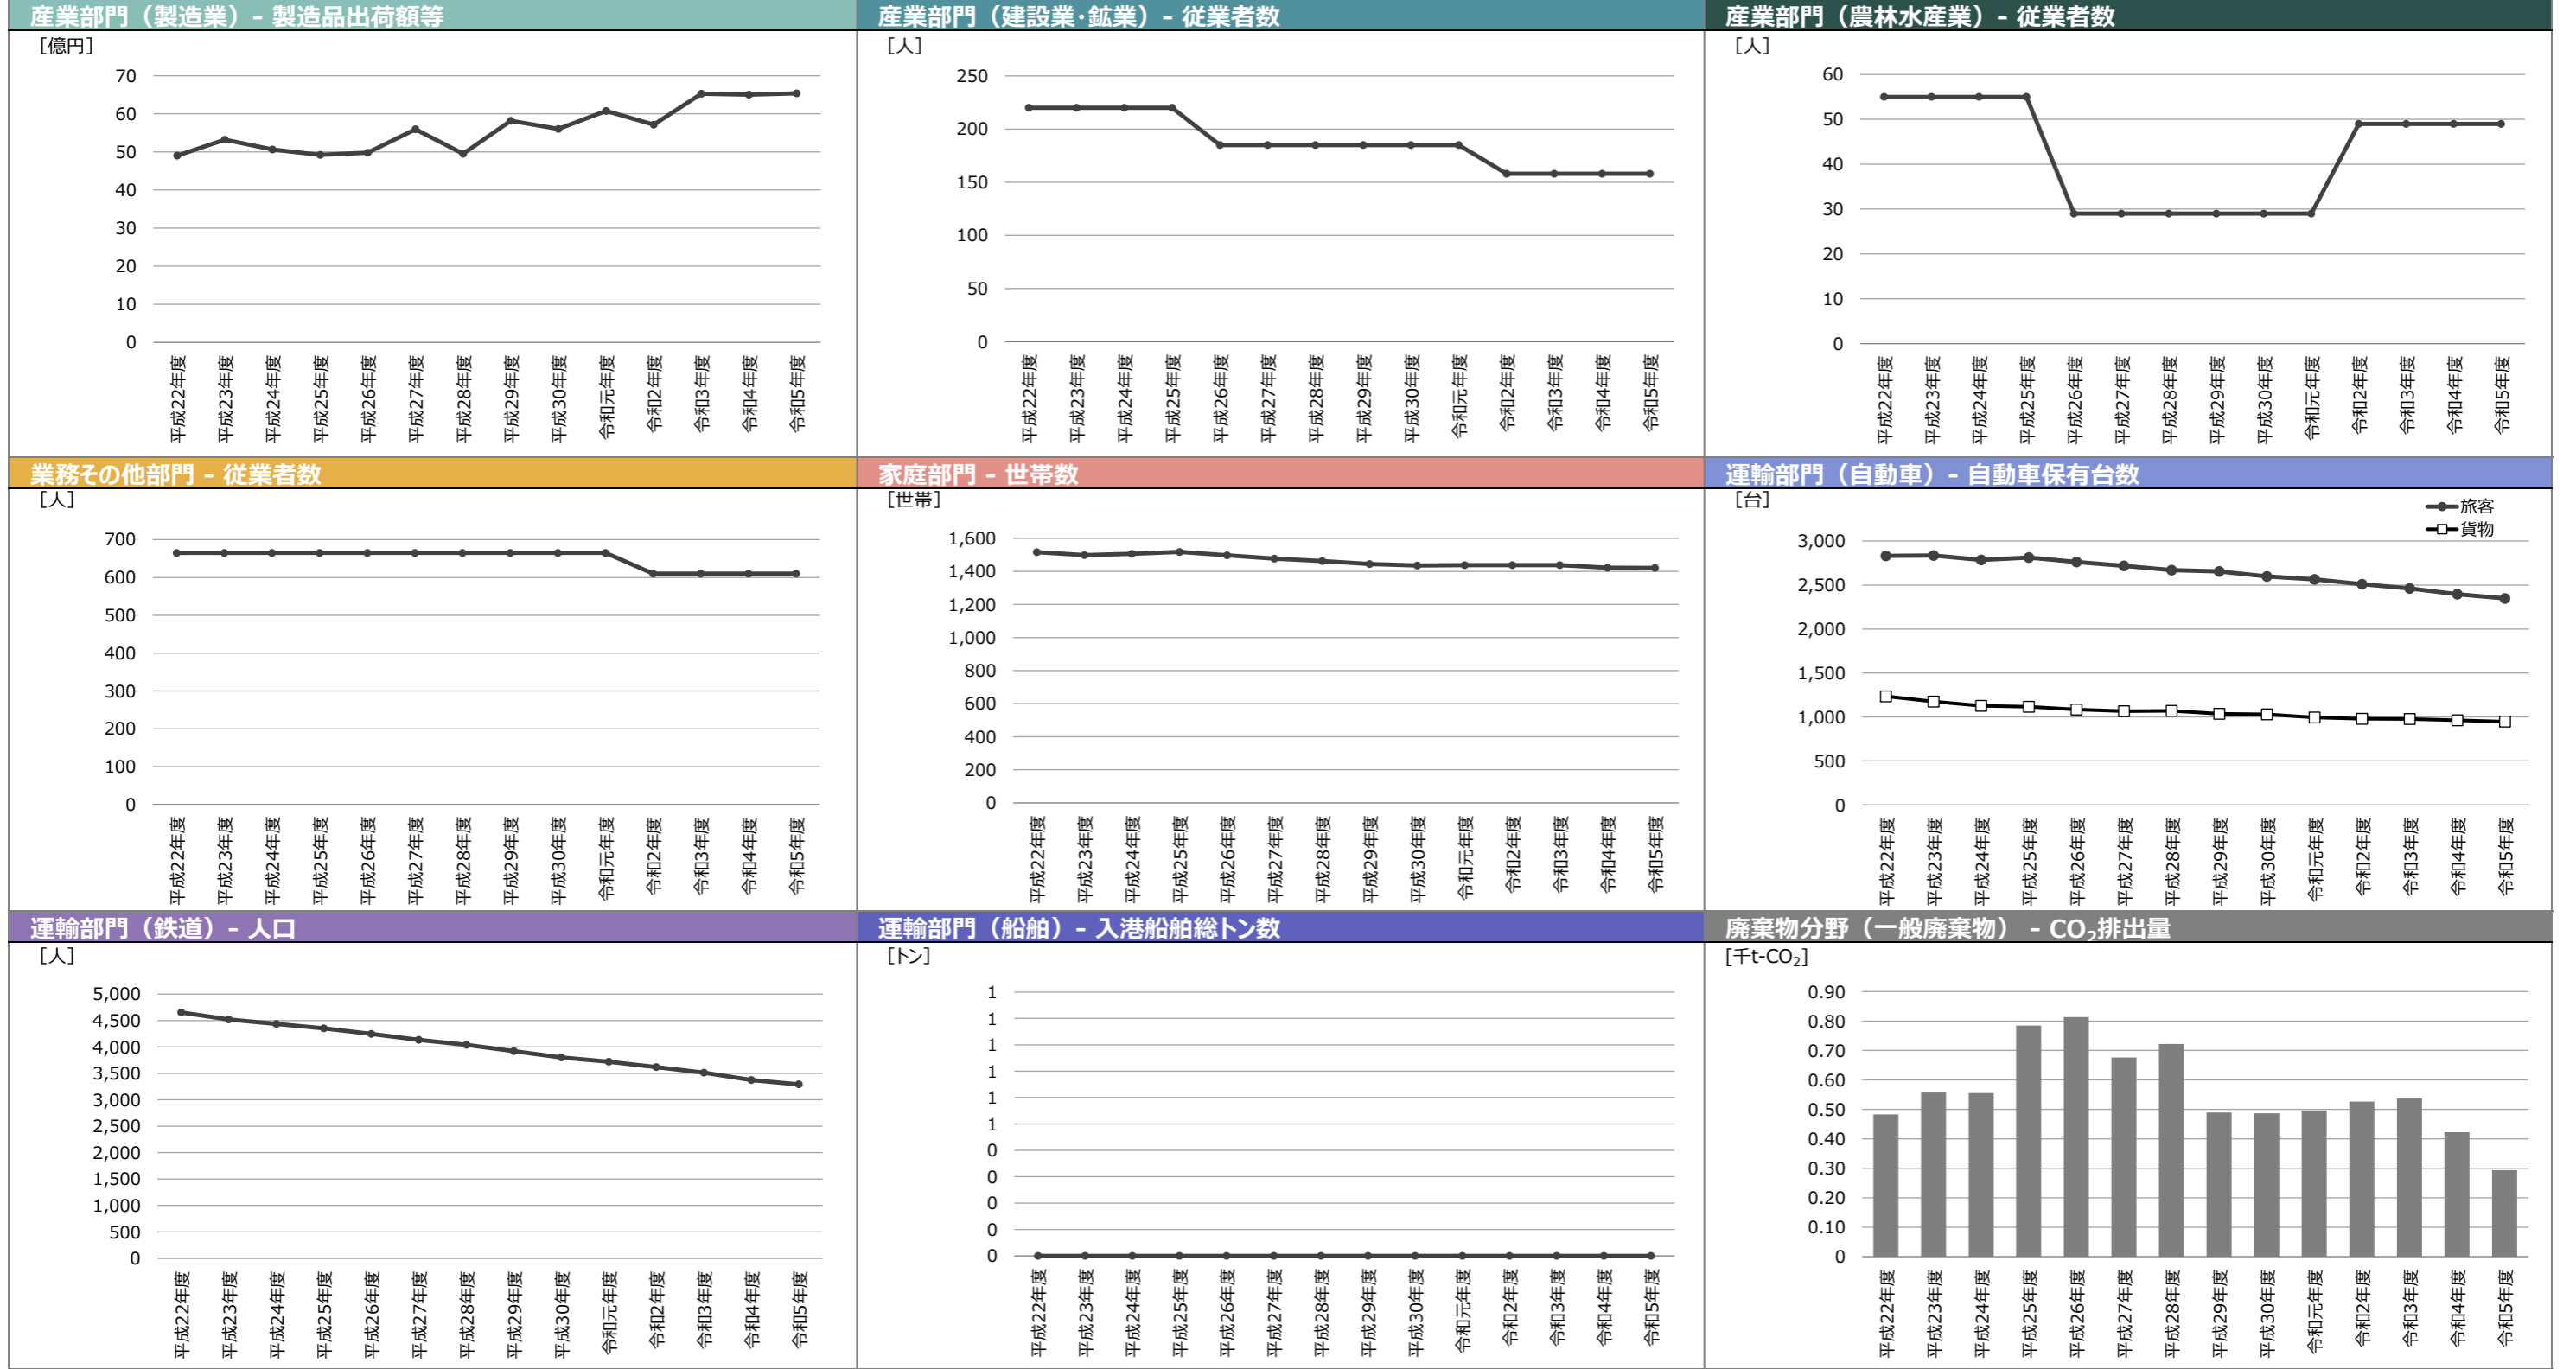 産業部門（製造業）- 製造品出荷額等
[億円]
70
60
50
40
30
20
10
0
平成22年度
平成23年度
平成24年度
平成25年度
平成26年度
平成27年度
平成28年度
平成29年度
平成30年度
令和元年度
令和2年度
令和3年度
令和4年度
令和5年度
産業部門（建設業･鉱業）- 従業者数
[人]
250
200
150
100
50
0
平成22年度
平成23年度
平成24年度
平成25年度
平成26年度
平成27年度
平成28年度
平成29年度
平成30年度
令和元年度
令和2年度
令和3年度
令和4年度
令和5年度
産業部門（農林水産業）- 従業者数
[人]
60
50
40
30
20
10
0
平成22年度
平成23年度
平成24年度
平成25年度
平成26年度
平成27年度
平成28年度
平成29年度
平成30年度
令和元年度
令和2年度
令和3年度
令和4年度
令和5年度
業務その他部門 - 従業者数
[人]
700
600
500
400
300
200
100
0
平成22年度
平成23年度
平成24年度
平成25年度
平成26年度
平成27年度
平成28年度
平成29年度
平成30年度
令和元年度
令和2年度
令和3年度
令和4年度
令和5年度
家庭部門 - 世帯数
[世帯]
1,600
1,400
1,200
1,000
800
600
400
200
0
平成22年度
平成23年度
平成24年度
平成25年度
平成26年度
平成27年度
平成28年度
平成29年度
平成30年度
令和元年度
令和2年度
令和3年度
令和4年度
令和5年度
運輸部門（自動車）- 自動車保有台数
[台]
旅客
貨物
3,000
2,500
2,000
1,500
1,000
500
0
平成22年度
平成23年度
平成24年度
平成25年度
平成26年度
平成27年度
平成28年度
平成29年度
平成30年度
令和元年度
令和2年度
令和3年度
令和4年度
令和5年度
運輸部門（鉄道）- 人口
[人]
5,000
4,500
4,000
3,500
3,000
2,500
2,000
1,500
1,000
500
0
平成22年度
平成23年度
平成24年度
平成25年度
平成26年度
平成27年度
平成28年度
平成29年度
平成30年度
令和元年度
令和2年度
令和3年度
令和4年度
令和5年度
運輸部門（船舶）- 入港船舶総トン数
[トン]
1
1
1
1
1
1
0
0
0
0
0
平成22年度
平成23年度
平成24年度
平成25年度
平成26年度
平成27年度
平成28年度
平成29年度
平成30年度
令和元年度
令和2年度
令和3年度
令和4年度
令和5年度
廃棄物分野（一般廃棄物） - CO₂排出量
[千t-CO₂]
0.90
0.80
0.70
0.60
0.50
0.40
0.30
0.20
0.10
0
平成22年度
平成23年度
平成24年度
平成25年度
平成26年度
平成27年度
平成28年度
平成29年度
平成30年度
令和元年度
令和2年度
令和3年度
令和4年度
令和5年度